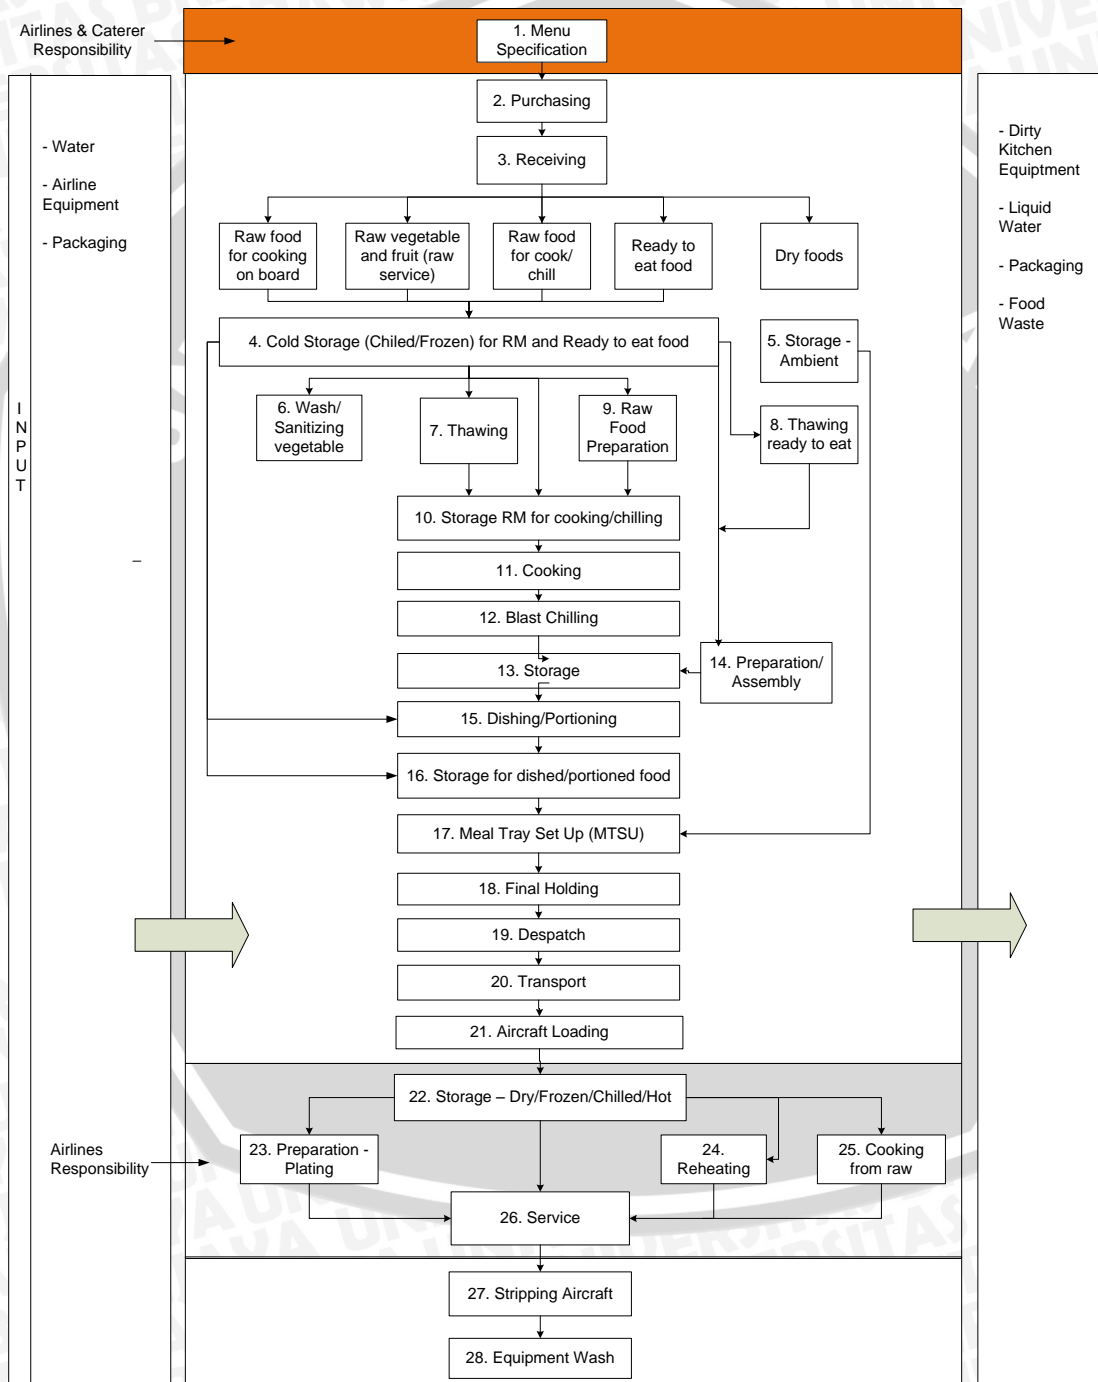 Airlines & Caterer
Responsibility
1. Menu
Specification
2. Purchasing
3. Receiving
- Water
- Airline
Equipment
- Packaging
- Dirty
Kitchen
Equiptment
- Liquid
Water
- Packaging
- Food
Waste
Raw food
for cooking
on board
Raw vegetable
and fruit (raw
service)
Raw food
for cook/
chill
Ready to
eat food
Dry foods
4. Cold Storage (Chiled/Frozen) for RM and Ready to eat food
5. Storage -
Ambient
6. Wash/
Sanitizing
vegetable
7. Thawing
9. Raw
Food
Preparation
8. Thawing
ready to eat
I
N
P
U
T
10. Storage RM for cooking/chilling
11. Cooking
12. Blast Chilling
13. Storage
14. Preparation/
Assembly
15. Dishing/Portioning
16. Storage for dished/portioned food
17. Meal Tray Set Up (MTSU)
18. Final Holding
19. Despatch
20. Transport
21. Aircraft Loading
22. Storage – Dry/Frozen/Chilled/Hot
Airlines
Responsibility
23. Preparation -
Plating
24.
Reheating
25. Cooking
from raw
26. Service
27. Stripping Aircraft
28. Equipment Wash